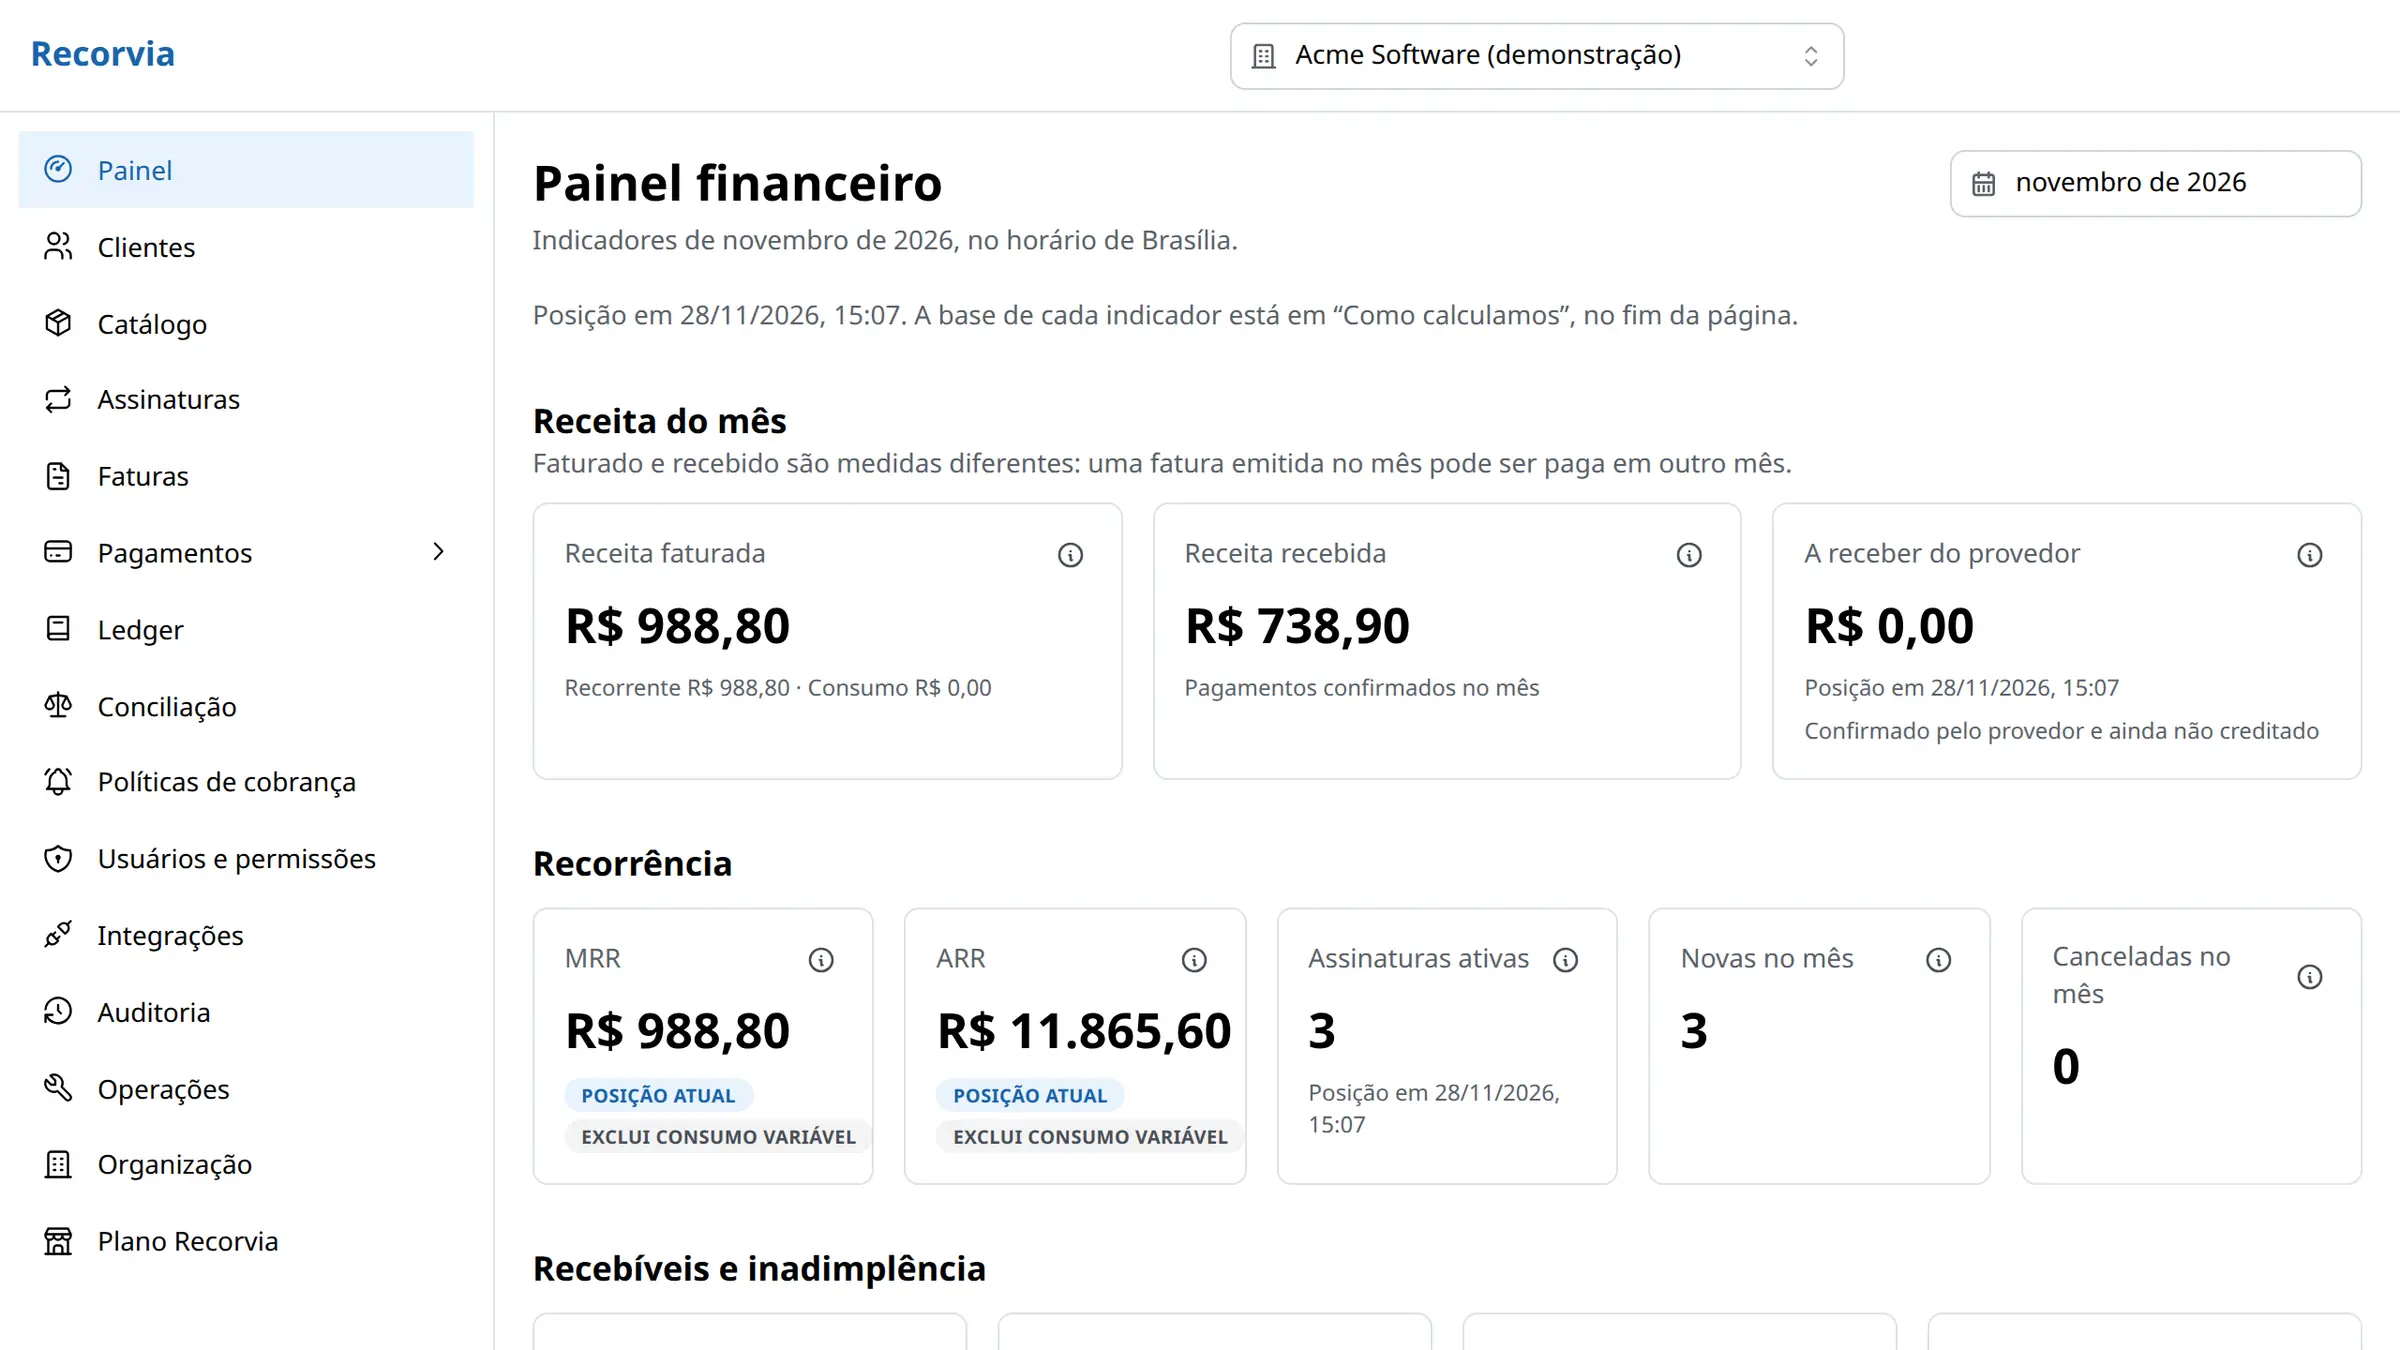 Recorvia
Acme Software (demonstração)
Painel
Clientes
Catálogo
Assinaturas
Faturas
Pagamentos
Ledger
Conciliação
Políticas de cobrança
Usuários e permissões
Integrações
Auditoria
Operações
Organização
Plano Recorvia
Painel financeiro
novembro de 2026
Indicadores de novembro de 2026, no horário de Brasília.
Posição em 28/11/2026, 15:07. A base de cada indicador está em “Como calculamos”, no fim da página.
Receita do mês
Faturado e recebido são medidas diferentes: uma fatura emitida no mês pode ser paga em outro mês.
Receita faturada
R$ 988,80
Recorrente R$ 988,80 · Consumo R$ 0,00
Receita recebida
R$ 738,90
Pagamentos confirmados no mês
A receber do provedor
R$ 0,00
Posição em 28/11/2026, 15:07
Confirmado pelo provedor e ainda não creditado
Recorrência
MRR
R$ 988,80
POSIÇÃO ATUAL
EXCLUI CONSUMO VARIÁVEL
ARR
R$ 11.865,60
POSIÇÃO ATUAL
EXCLUI CONSUMO VARIÁVEL
Assinaturas ativas
3
Posição em 28/11/2026,
15:07
Novas no mês
3
Canceladas no
mês
0
Recebíveis e inadimplência